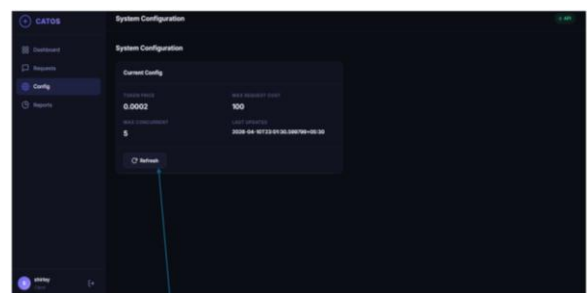 CATOS
System Configuration
API
Dashboard
Requests
Config
Reports
System Configuration
Current Config
TOKEN PRICE
0.0002
MAX REQUEST COST
100
MAX CONCURRENT
5
LAST UPDATED
Refresh